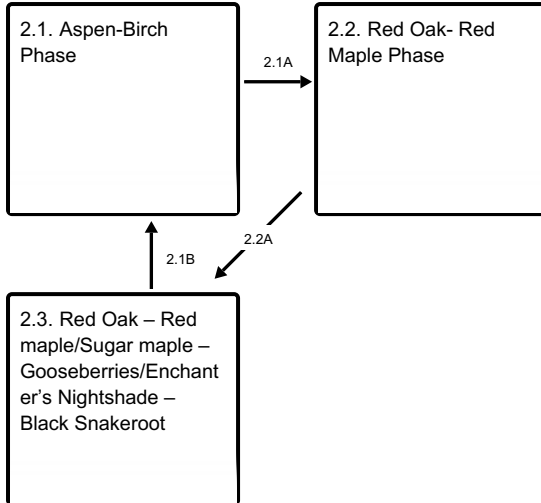 2.1. Aspen-Birch
Phase
2.1A
2.2. Red Oak- Red
Maple Phase
2.1B
2.2A
2.3. Red Oak – Red
maple/Sugar maple –
Gooseberries/Enchant
er's Nightshade –
Black Snakeroot